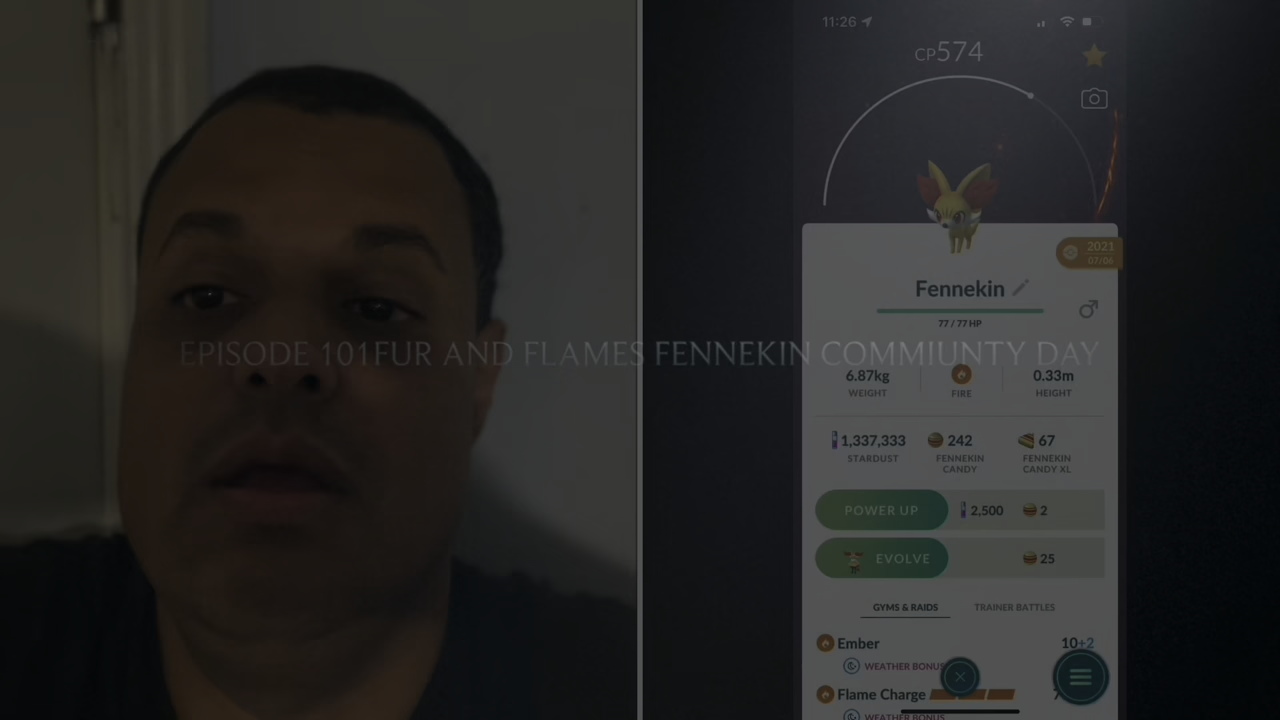 11:26
CP574
2021
07/06
Fennekin
77 / 77 HP
EPISODE 101FUR AND FLAMES FENNEKIN COMMIUNTY DAY
6.87kg
WEIGHT
FIRE
0.33m
HEIGHT
1,337,333
STARDUST
242
FENNEKIN
CANDY
67
FENNEKIN
CANDY XL
POWER UP
2,500
2
EVOLVE
25
GYMS & RAIDS
TRAINER BATTLES
Ember
10+2
WEATHER BONUS
Flame Charge
WEATHER BONUS